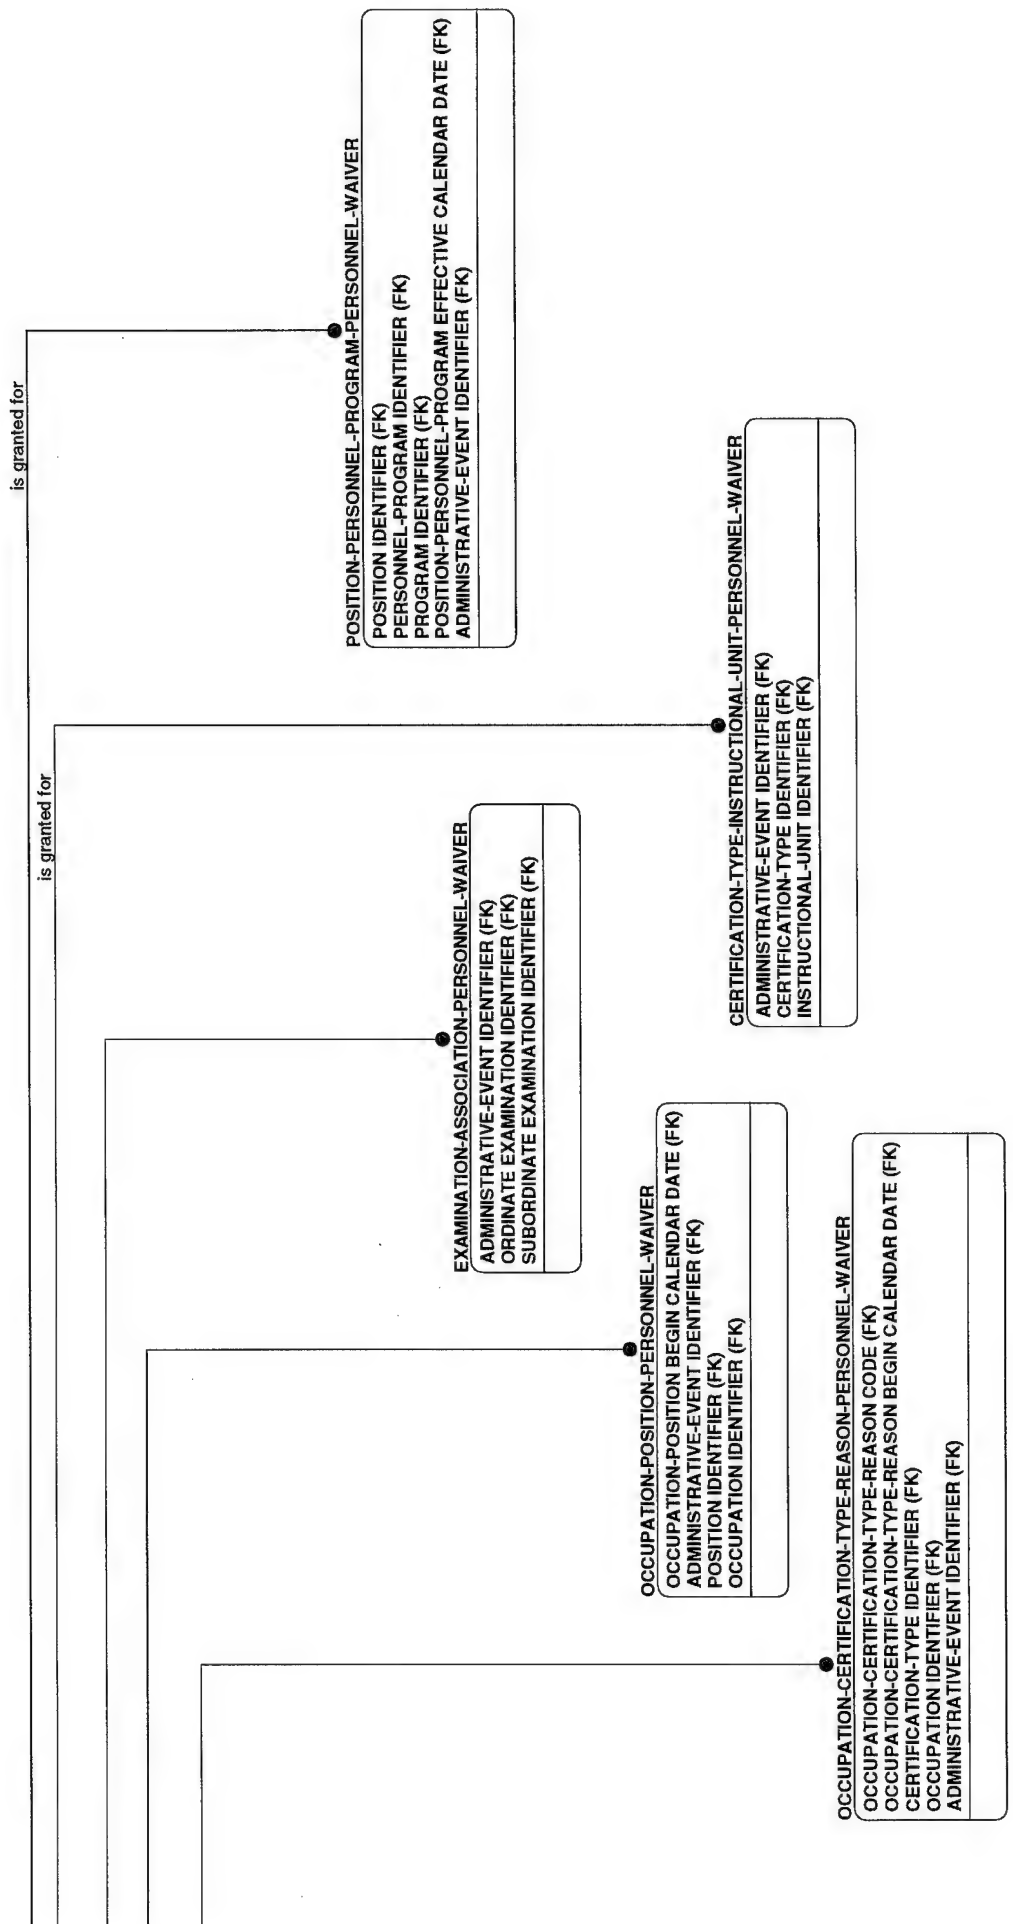 is granted for
POSITION-PERSONNEL-PROGRAM-PERSONNEL-WAIVER
POSITION IDENTIFIER (FK)
PERSONNEL-PROGRAM IDENTIFIER (FK)
PROGRAM IDENTIFIER (FK)
POSITION-PERSONNEL-PROGRAM EFFECTIVE CALENDAR DATE (FK)
ADMINISTRATIVE-EVENT IDENTIFIER (FK)
is granted for
CERTIFICATION-TYPE-INSTRUCTIONAL-UNIT-PERSONNEL-WAIVER
ADMINISTRATIVE-EVENT IDENTIFIER (FK)
CERTIFICATION-TYPE IDENTIFIER (FK)
INSTRUCTIONAL-UNIT IDENTIFIER (FK)
EXAMINATION-ASSOCIATION-PERSONNEL-WAIVER
ADMINISTRATIVE-EVENT IDENTIFIER (FK)
ORDINATE EXAMINATION IDENTIFIER (FK)
SUBORDINATE EXAMINATION IDENTIFIER (FK)
OCCUPATION-POSITION-PERSONNEL-WAIVER
OCCUPATION-POSITION BEGIN CALENDAR DATE (FK)
ADMINISTRATIVE-EVENT IDENTIFIER (FK)
POSITION IDENTIFIER (FK)
OCCUPATION IDENTIFIER (FK)
OCCUPATION-CERTIFICATION-TYPE-REASON-PERSONNEL-WAIVER
OCCUPATION-CERTIFICATION-TYPE-REASON CODE (FK)
OCCUPATION-CERTIFICATION-TYPE-REASON BEGIN CALENDAR DATE (FK)
CERTIFICATION-TYPE IDENTIFIER (FK)
OCCUPATION IDENTIFIER (FK)
ADMINISTRATIVE-EVENT IDENTIFIER (FK)